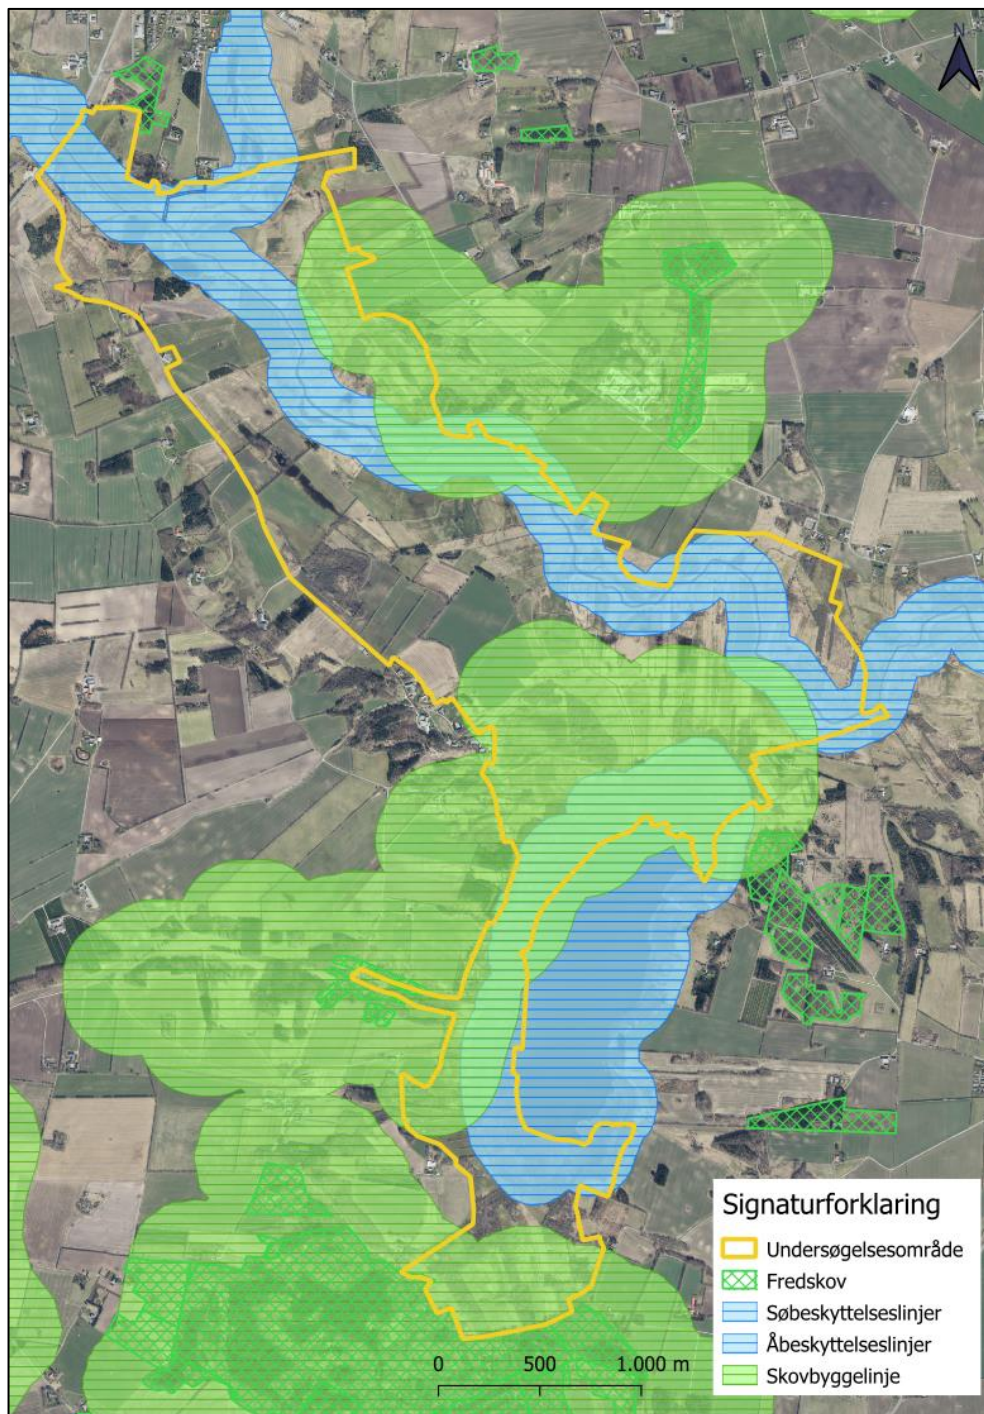 N
Signaturforklaring
Undersøgelsesområde
Fredskov
Søbeskyttelseslinjer
Åbeskyttelseslinjer
Skovbyggelinje
0 500 1.000 m